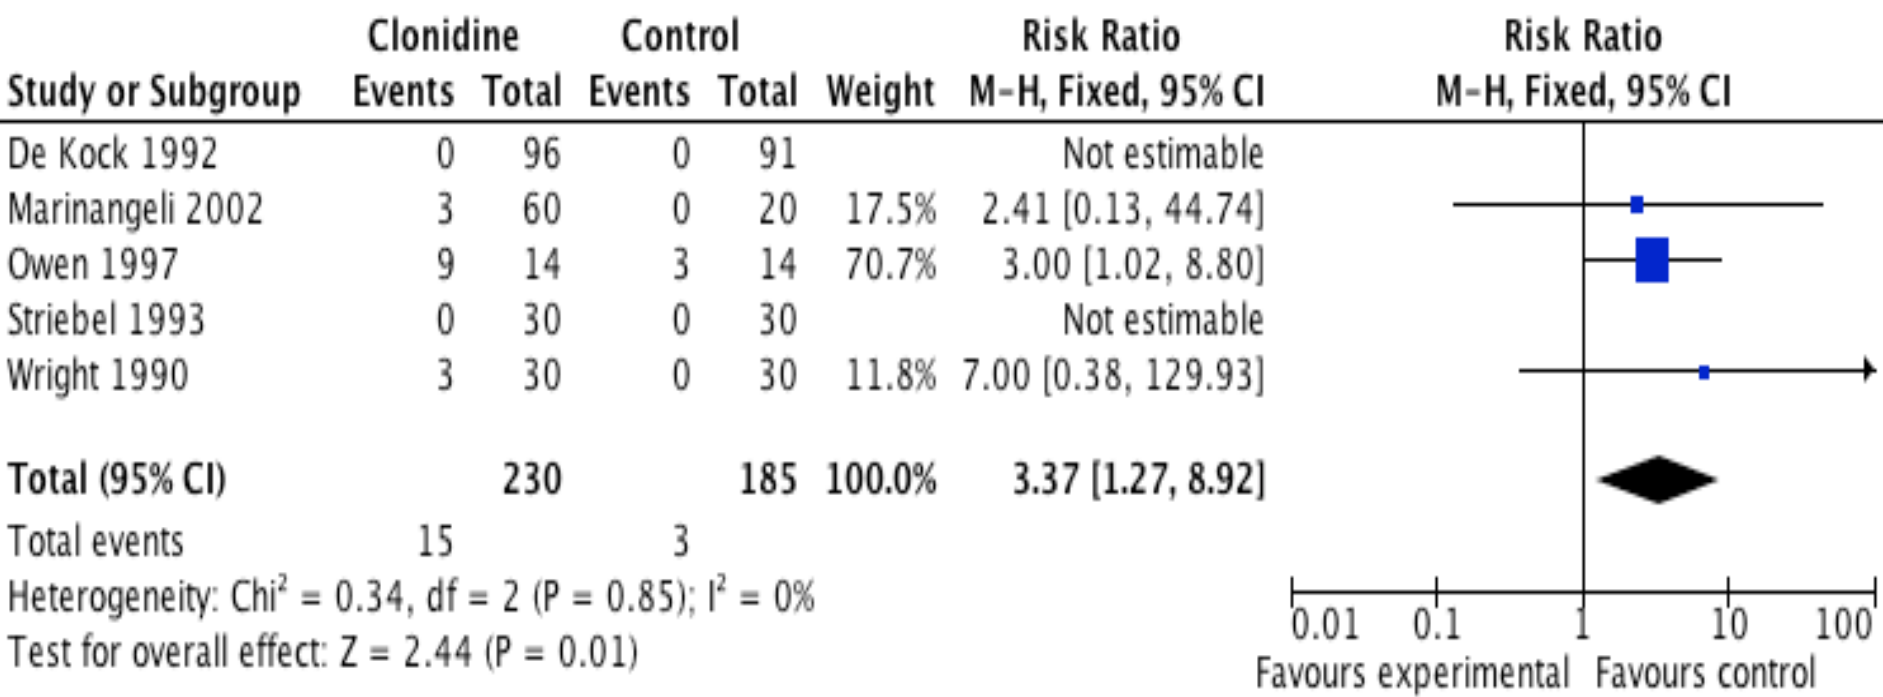 Clonidine Control Risk Ratio Risk Ratio
Study or Subgroup Events Total Events Total Weight M-H, Fixed, 95% CI M-H, Fixed, 95% CI
De Kock 1992 0 96 0 91 Not estimable
Marinangeli 2002 3 60 0 20 17.5% 2.41 [0.13, 44.74]
Owen 1997 9 14 3 14 70.7% 3.00 [1.02, 8.80]
Striebel 1993 0 30 0 30 Not estimable
Wright 1990 3 30 0 30 11.8% 7.00 [0.38, 129.93]
Total (95% CI) 230 185 100.0% 3.37 [1.27, 8.92]
Total events 15 3
Heterogeneity: Chi² = 0.34, df = 2 (P = 0.85); I² = 0%
Test for overall effect: Z = 2.44 (P = 0.01)
0.01 0.1 1 10 100
Favours experimental Favours control